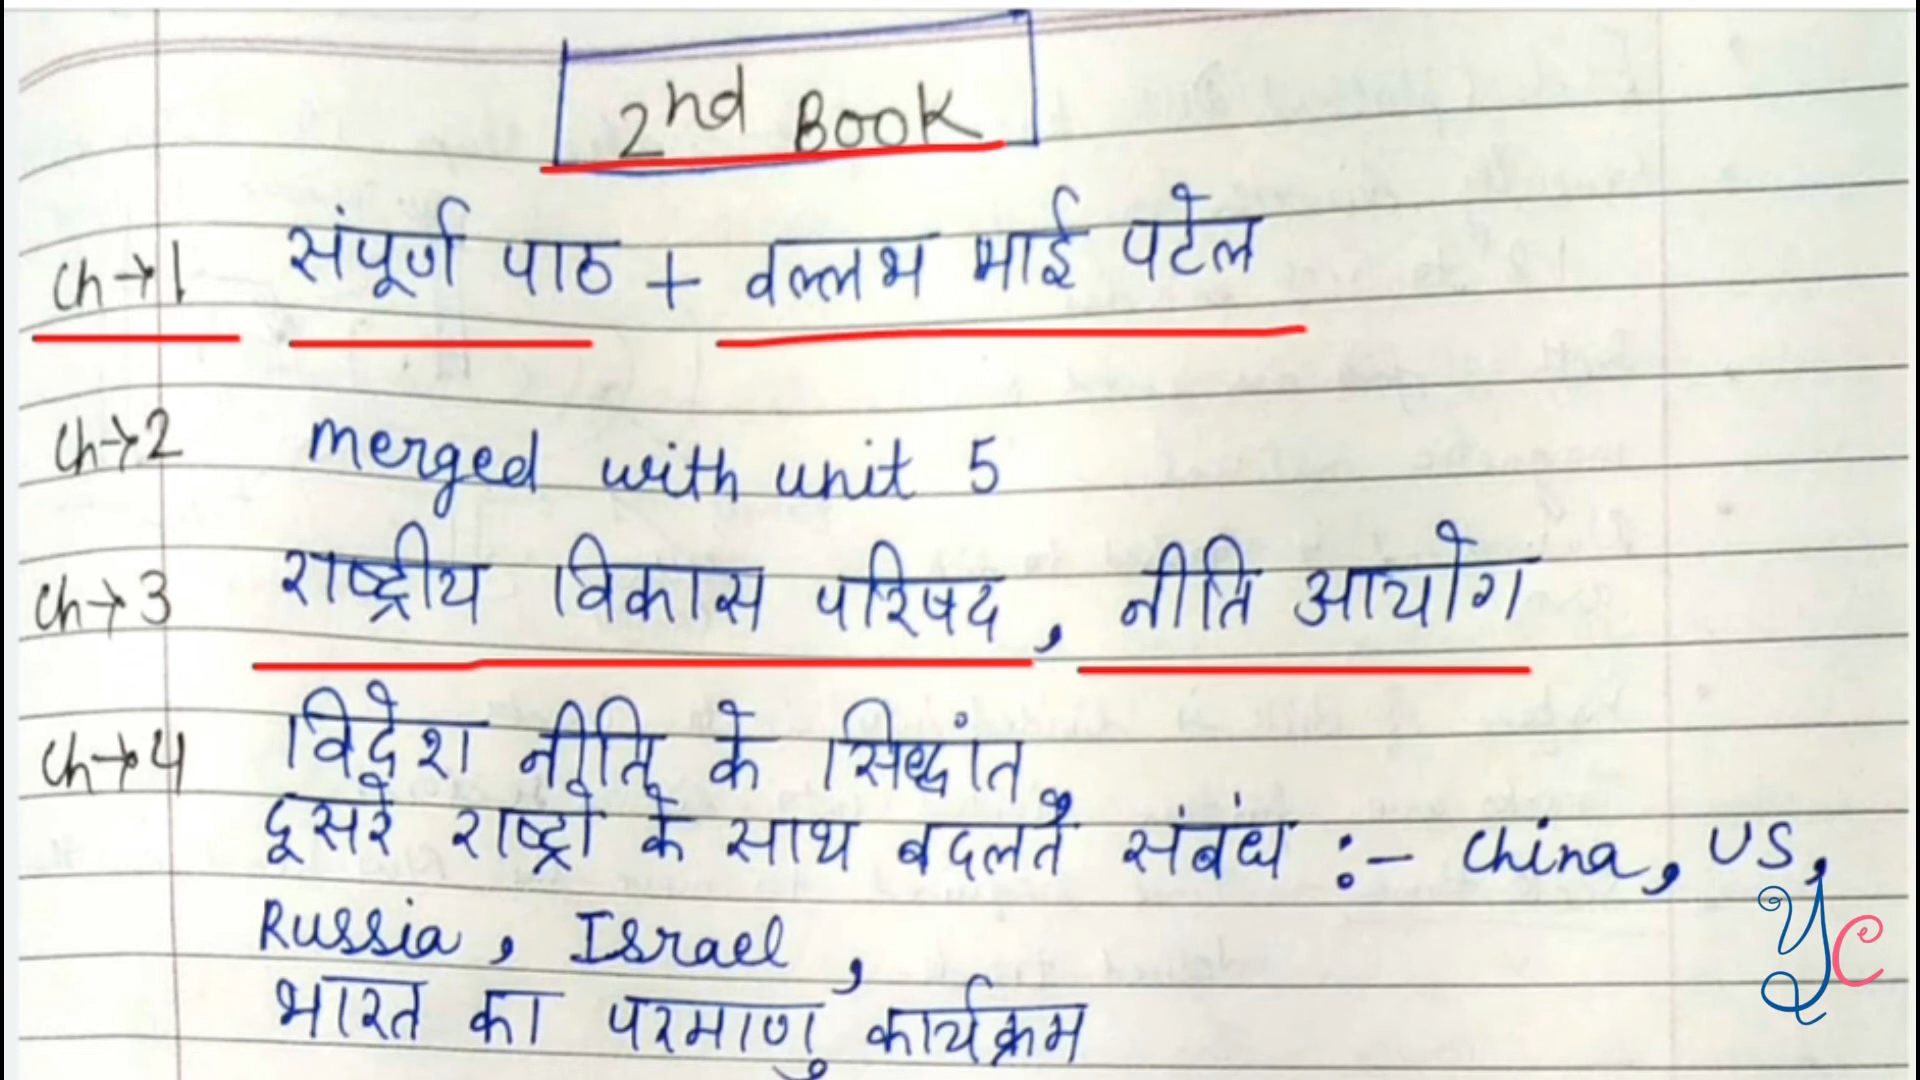 2nd Book
Ch→1 संपूर्ण पाठ + वल्लभ भाई पटेल
Ch→2 merged with unit 5
Ch→3 राष्ट्रीय विकास परिषद, नीति आयोग
Ch→4 विदेश नीति के सिद्धांत,
दूसरे राष्ट्रों के साथ बदलते संबंध :- China, US,
Russia, Israel,
भारत का परमाणु कार्यक्रम
YC